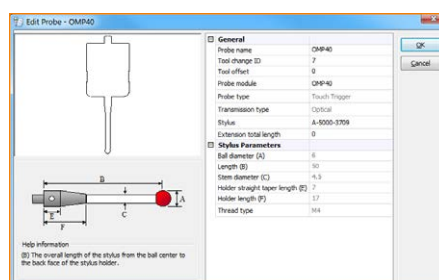 Edit Probe - OMP40
General
Probe name OMP40
Tool change ID 7
Tool offset 0
Probe module OMP40
Probe type Touch Trigger
Transmission type Optical
Stylus A-5000-3709
Extension total length 0
Stylus Parameters
Ball diameter (A) 6
Length (B) 50
Stem diameter (C) 4.5
Holder straight taper length (E) 7
Holder length (F) 17
Thread type M4
OK
Cancel
B
A
E
C
F
Help information
(B) The overall length of the stylus from the ball center to
the back face of the stylus holder.